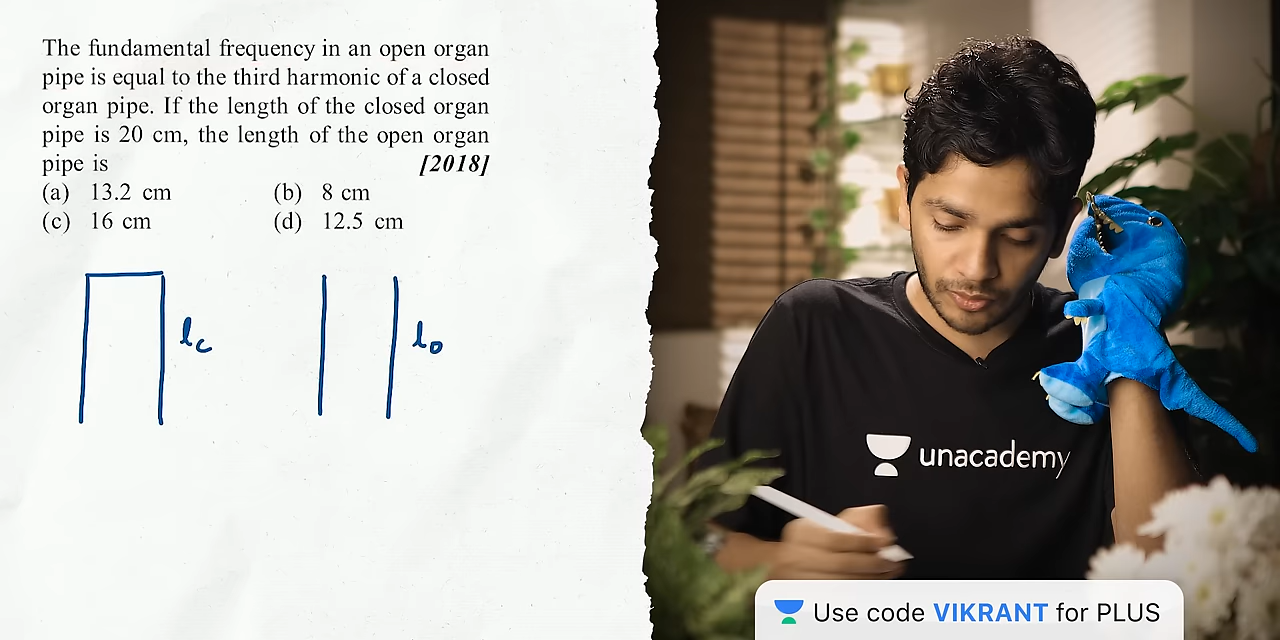 The fundamental frequency in an open organ
pipe is equal to the third harmonic of a closed
organ pipe. If the length of the closed organ
pipe is 20 cm, the length of the open organ
pipe is [2018]
(a) 13.2 cm (b) 8 cm
(c) 16 cm (d) 12.5 cm
lc lo
unacademy
Use code VIKRANT for PLUS